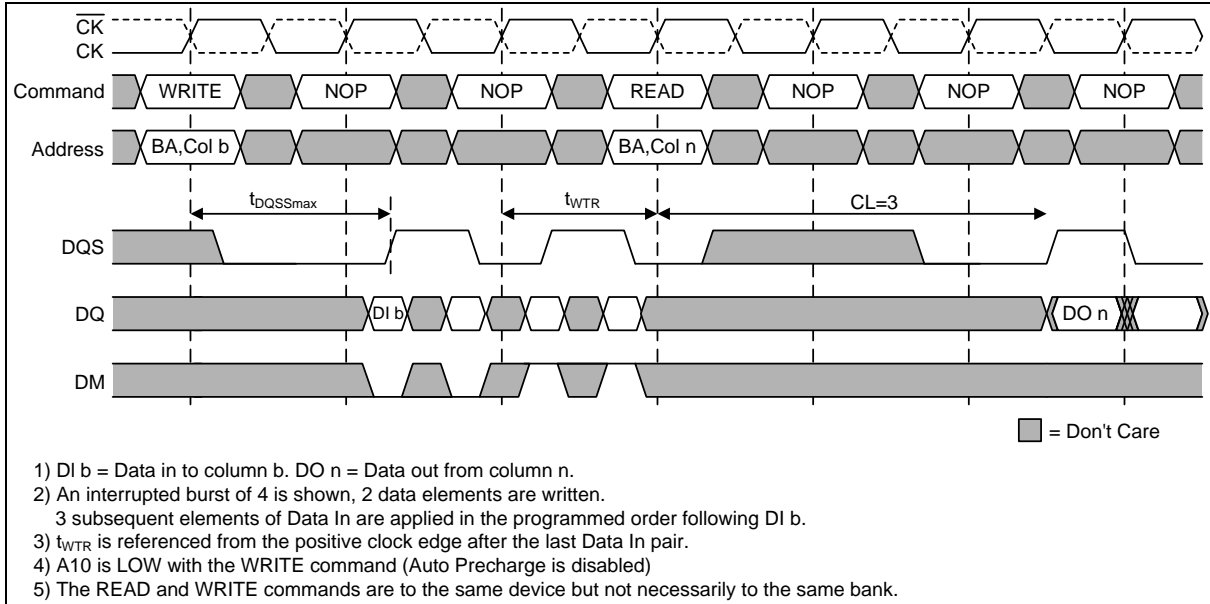 CK
CK
Command WRITE NOP NOP READ NOP NOP NOP
Address BA,Col b BA,Col n
tDQSSmax tWTR CL=3
DQS
DQ DI b DO n
DM
= Don't Care
1) DI b = Data in to column b. DO n = Data out from column n.
2) An interrupted burst of 4 is shown, 2 data elements are written.
3 subsequent elements of Data In are applied in the programmed order following DI b.
3) tWTR is referenced from the positive clock edge after the last Data In pair.
4) A10 is LOW with the WRITE command (Auto Precharge is disabled)
5) The READ and WRITE commands are to the same device but not necessarily to the same bank.